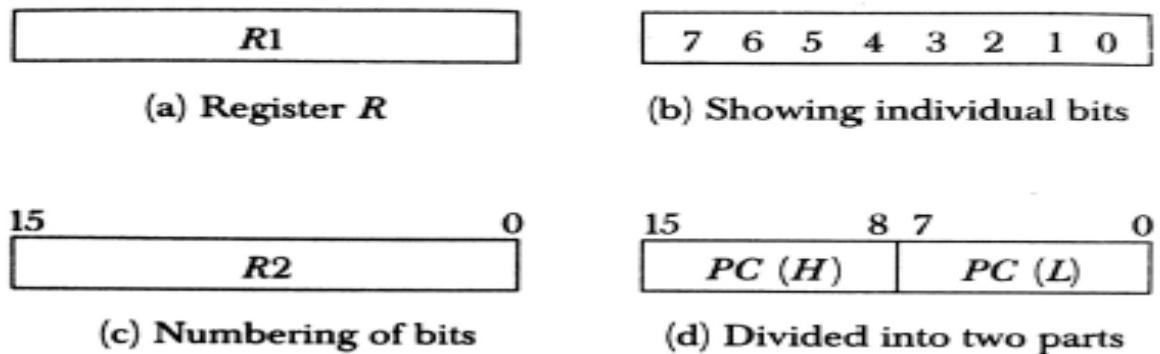 R1
7 6 5 4 3 2 1 0
(a) Register R
(b) Showing individual bits
15 0
15 8 7 0
R2
PC (H) PC (L)
(c) Numbering of bits
(d) Divided into two parts